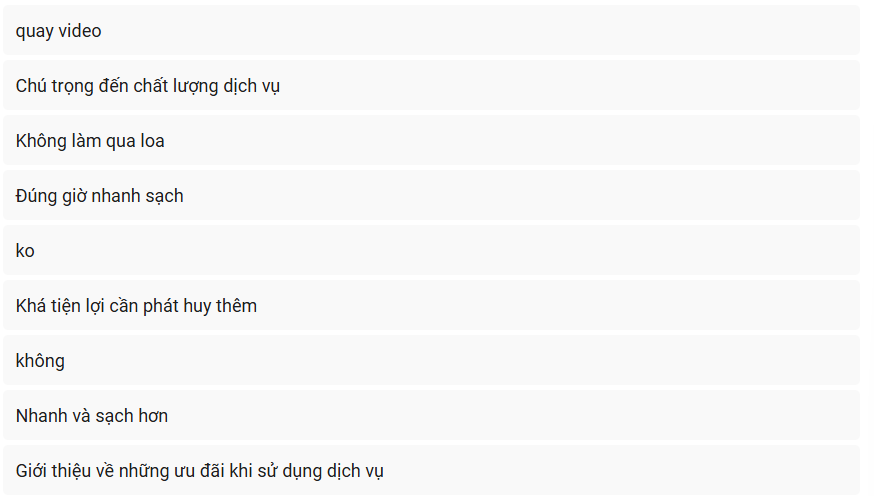 quay video
Chú trọng đến chất lượng dịch vụ
Không làm qua loa
Đúng giờ nhanh sạch
ko
Khá tiện lợi cần phát huy thêm
không
Nhanh và sạch hơn
Giới thiệu về những ưu đãi khi sử dụng dịch vụ